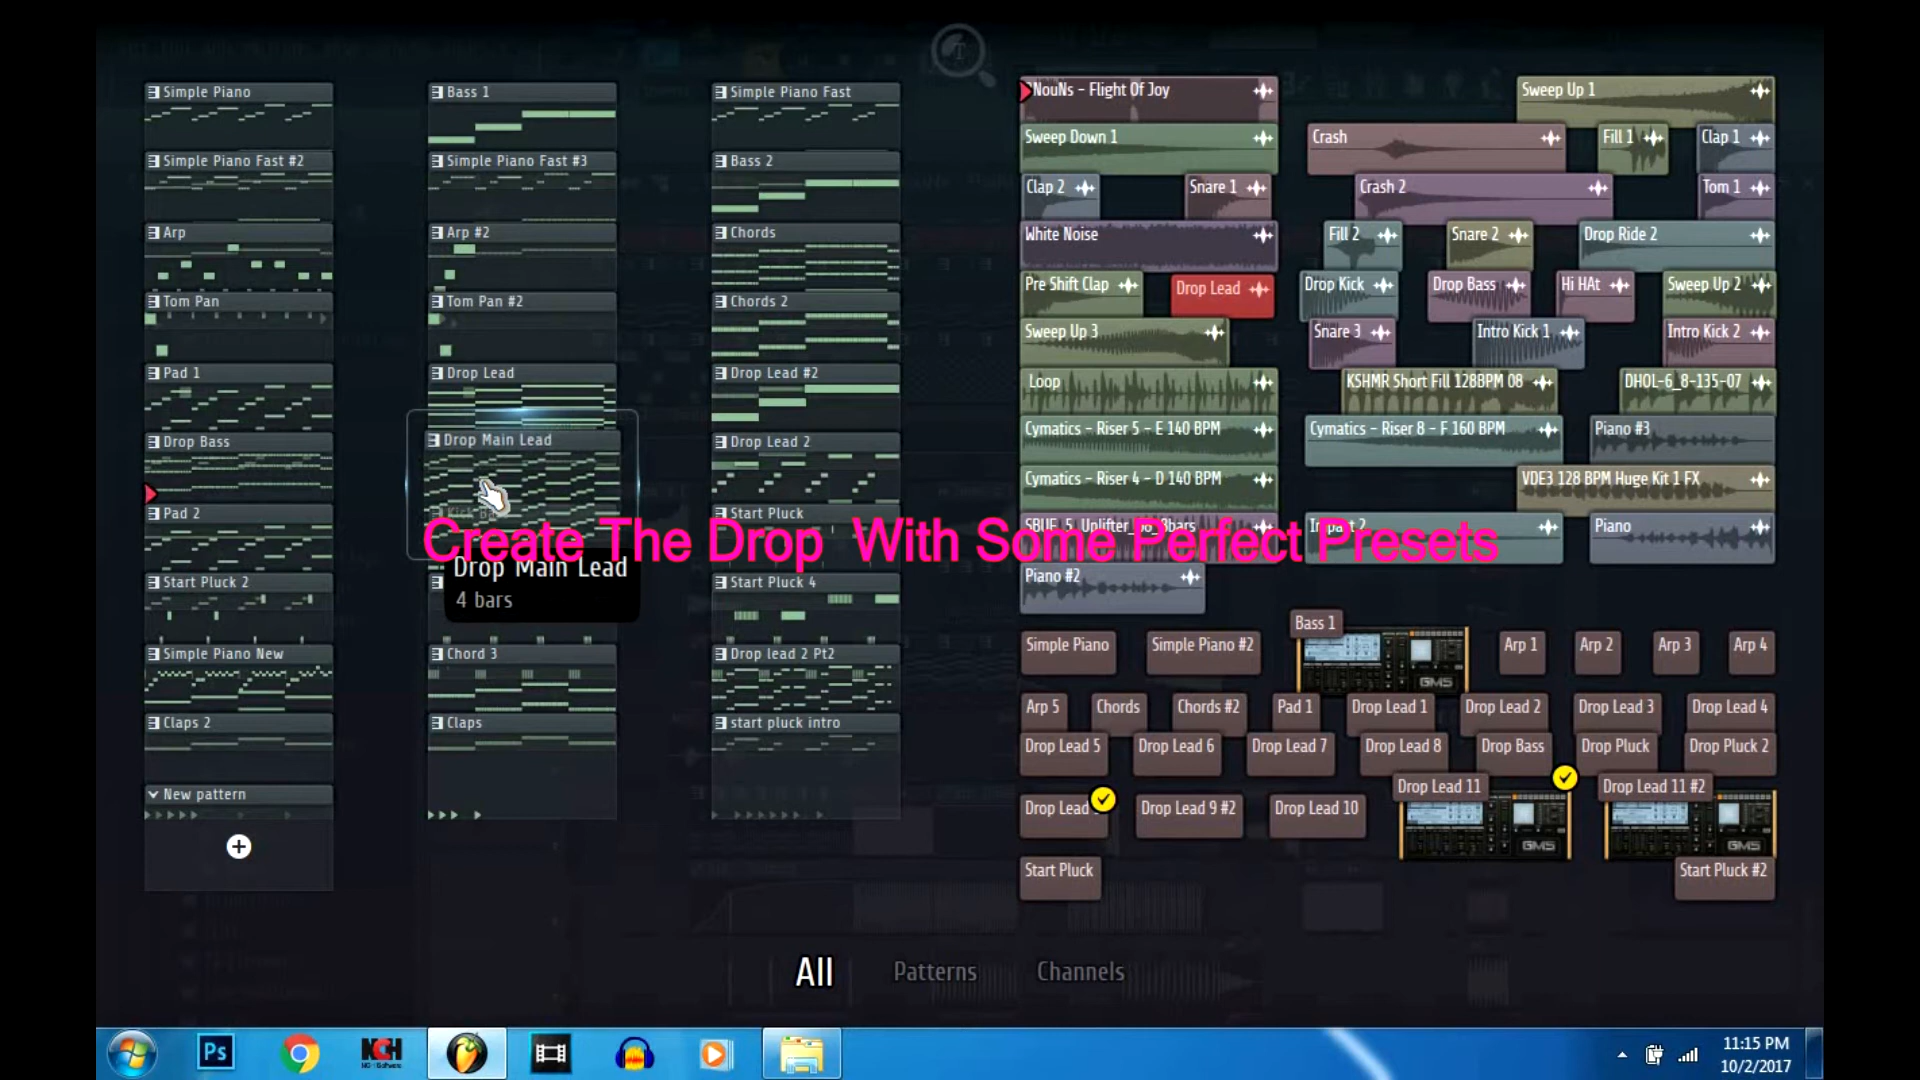 Simple Piano
Bass 1
Simple Piano Fast
Simple Piano Fast #2
Simple Piano Fast #3
Bass 2
Arp
Arp #2
Chords
Tom Pan
Tom Pan #2
Chords 2
Pad 1
Drop Lead
Drop Lead #2
Drop Bass
Drop Main Lead
Drop Lead 2
Pad 2
Start Pluck
Create The Drop With Some Perfect Presets
Drop Main Lead
4 bars
Start Pluck 2
Start Pluck 4
Simple Piano New
Chord 3
Drop lead 2 Pt2
Claps 2
Claps
start pluck intro
New pattern
NouNs - Flight Of Joy
Sweep Up 1
Sweep Down 1
Crash
Fill 1
Clap 1
Clap 2
Snare 1
Crash 2
Tom 1
White Noise
Fill 2
Snare 2
Drop Ride 2
Pre Shift Clap
Drop Lead
Drop Kick
Drop Bass
Hi HAt
Sweep Up 2
Sweep Up 3
Snare 3
Intro Kick 1
Intro Kick 2
Loop
KSHMR Short Fill 128BPM 08
DHOL-6_8-135-07
Cymatics - Riser 5 - E 140 BPM
Cymatics - Riser 8 - F 160 BPM
Piano #3
Cymatics - Riser 4 - D 140 BPM
VDE3 128 BPM Huge Kit 1 FX
Impact 2
Piano
Piano #2
Bass 1
GMS
Simple Piano
Simple Piano #2
Arp 1
Arp 2
Arp 3
Arp 4
Arp 5
Chords
Chords #2
Pad 1
Drop Lead 1
Drop Lead 2
Drop Lead 3
Drop Lead 4
Drop Lead 5
Drop Lead 6
Drop Lead 7
Drop Lead 8
Drop Bass
Drop Pluck
Drop Pluck 2
Drop Lead
Drop Lead 9 #2
Drop Lead 10
Drop Lead 11
GMS
Drop Lead 11 #2
GMS
Start Pluck
Start Pluck #2
All
Patterns
Channels
Ps
NCH
11:15 PM
10/2/2017